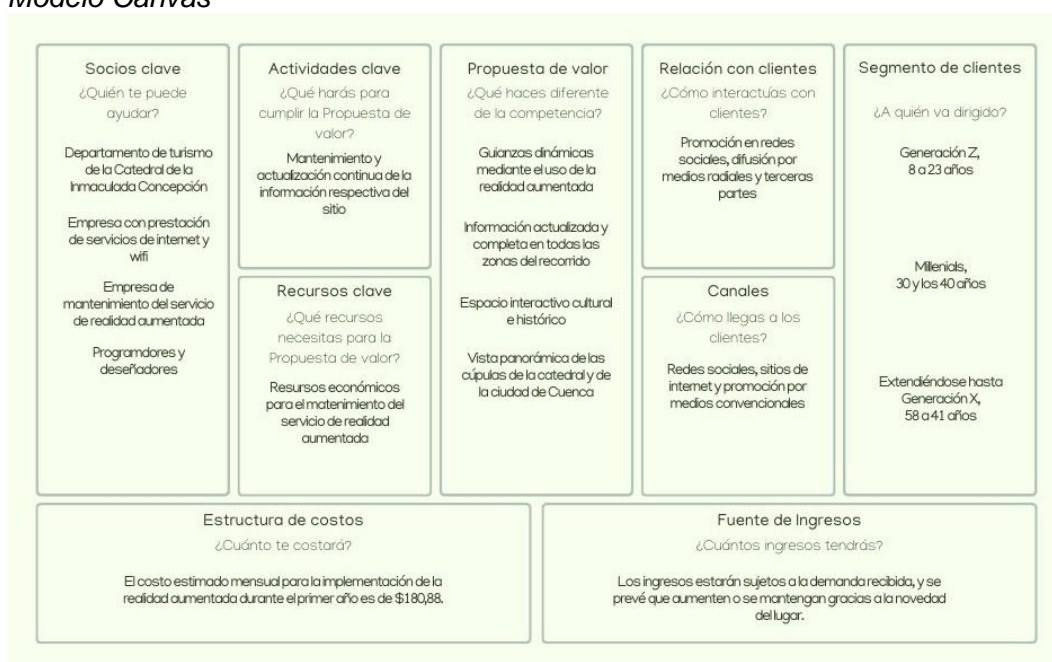 Modelo Canvas
Socios clave
¿Quién te puede
ayudar?
Departamento de turismo
de la Catedral de la
Inmaculada Concepción
Empresa con prestación
de servicios de internet y
wifi
Empresa de
mantenimiento del servicio
de realidad aumentada
Programdores y
deseñadores
Actividades clave
¿Qué harás para
cumplir la Propuesta de
valor?
Mantenimiento y
actualización continua de la
información respectiva del
sitio
Recursos clave
¿Qué recursos
necesitas para la
Propuesta de valor?
Resursos económicos
para el matenimiento del
servicio de realidad
aumentada
Propuesta de valor
¿Qué haces diferente
de la competencia?
Guianzas dinámicas
mediante el uso de la
realidad aumentada
Información actualizada y
completa en todas las
zonas del recorrido
Espacio interactivo cultural
e histórico
Vista panorámica de las
cúpulas de la catedral y de
la ciudad de Cuenca
Relación con clientes
¿Cómo interactúas con
clientes?
Promoción en redes
sociales, difusión por
medios radiales y terceras
partes
Canales
¿Cómo llegas a los
clientes?
Redes sociales, sitios de
internet y promoción por
medios convencionales
Segmento de clientes
¿A quién va dirigido?
Generación Z,
8 a 23 años
Millenials,
30 y los 40 años
Extendiéndose hasta
Generación X,
58 a 41 años
Estructura de costos
¿Cuánto te costará?
El costo estimado mensual para la implementación de la
realidad aumentada durante el primer año es de $180,88.
Fuente de Ingresos
¿Cuántos ingresos tendrás?
Los ingresos estarán sujetos a la demanda recibida, y se
prevé que aumenten o se mantengan gracias a la novedad
del lugar.